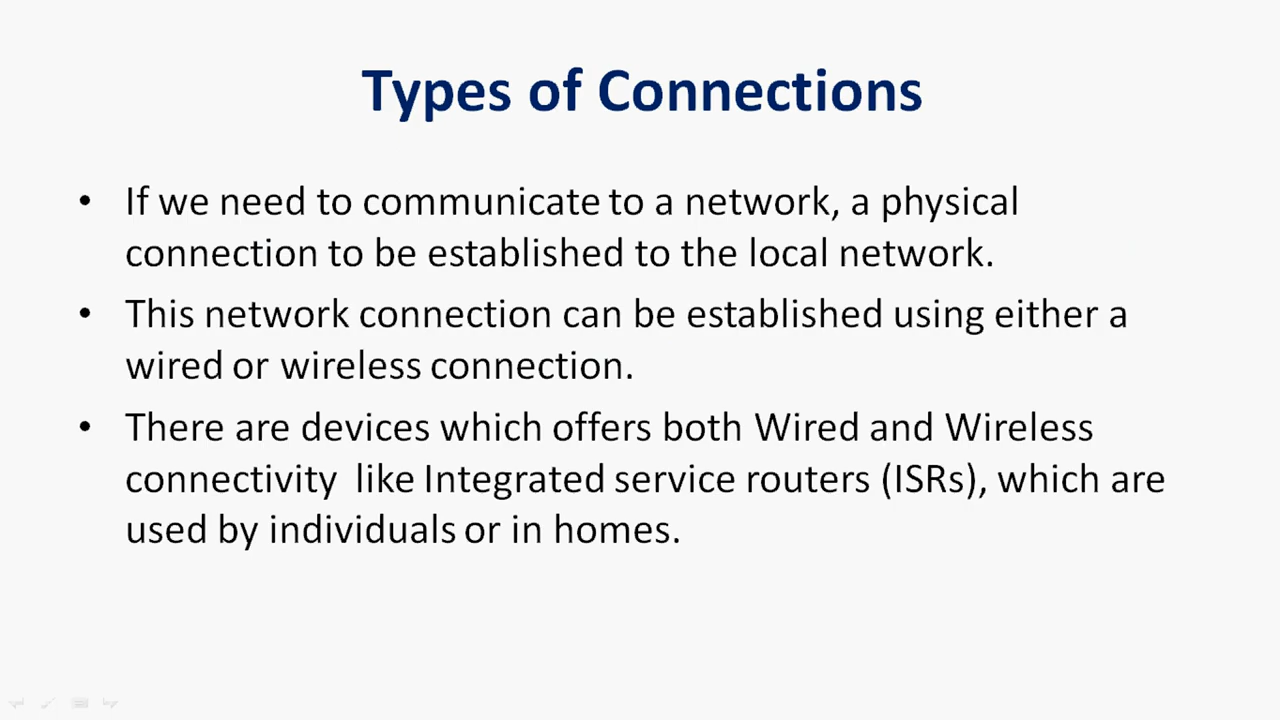 Types of Connections
• If we need to communicate to a network, a physical
connection to be established to the local network.
• This network connection can be established using either a
wired or wireless connection.
• There are devices which offers both Wired and Wireless
connectivity  like Integrated service routers (ISRs), which are
used by individuals or in homes.